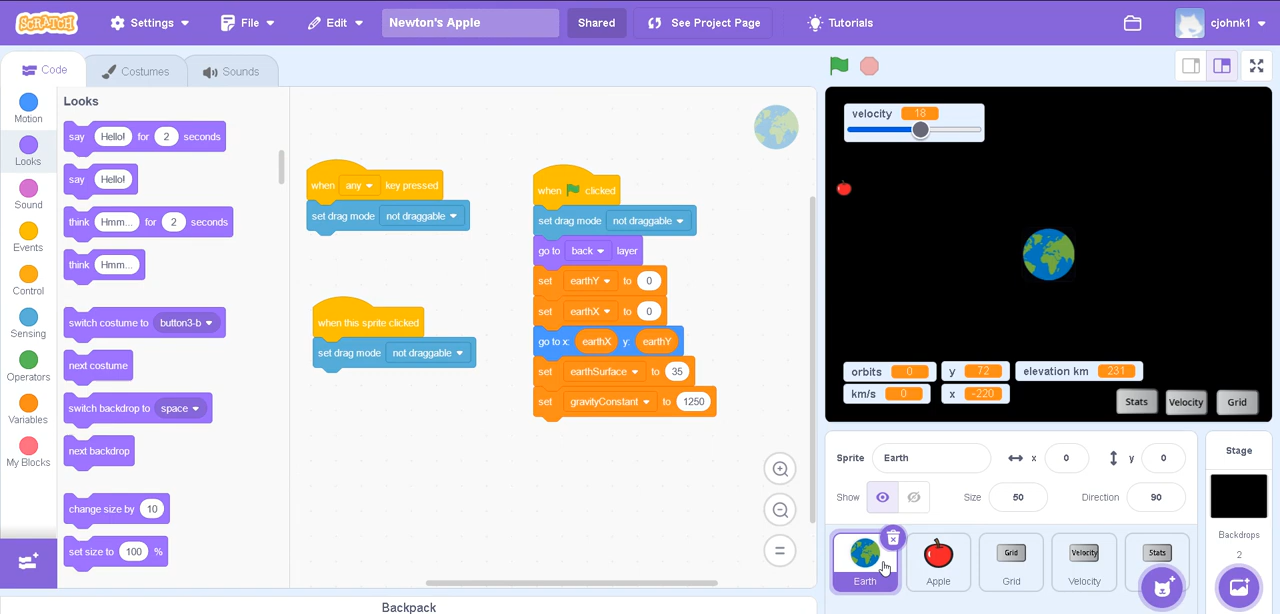 SCRATCH Settings File Edit Newton's Apple Shared See Project Page Tutorials cjohnk1
Code Costumes Sounds
Motion
Looks
Sound
Events
Control
Sensing
Operators
Variables
My Blocks
Looks
say Hello! for 2 seconds
say Hello!
think Hmm... for 2 seconds
think Hmm...
switch costume to button3-b
next costume
switch backdrop to space
next backdrop
change size by 10
set size to 100 %
when any key pressed
set drag mode not draggable
when this sprite clicked
set drag mode not draggable
when clicked
set drag mode not draggable
go to back layer
set earthY to 0
set earthX to 0
go to x: earthX y: earthY
set earthSurface to 35
set gravityConstant to 1250
velocity 18
orbits 0 y 72 elevation km 231
km/s 0 x -220
Stats Velocity Grid
Sprite Earth x 0 y 0
Show Size 50 Direction 90
Grid Velocity Stats
Earth Apple Grid Velocity
Stage
Backdrops
2
Backpack